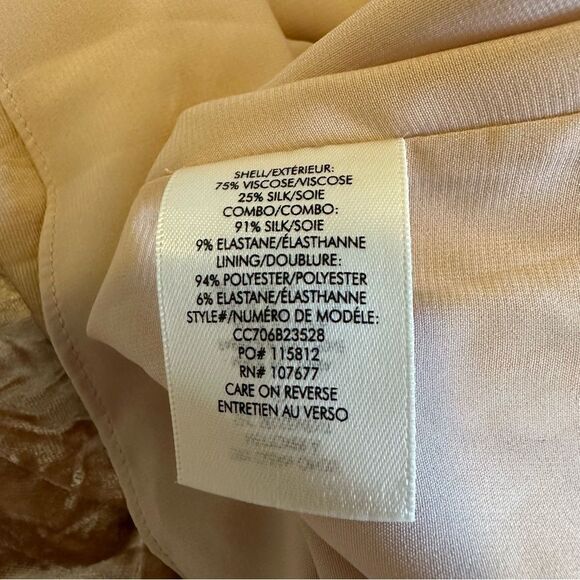 SHELL/EXTÉRIEUR:
75% VISCOSE/VISCOSE
25% SILK/SOIE
COMBO/COMBO:
91% SILK/SOIE
9% ELASTANE/ÉLASTHANNE
LINING/DOUBLURE:
94% POLYESTER/POLYESTER
6% ELASTANE/ÉLASTHANNE
STYLE#/NUMÉRO DE MODÉLE:
CC706B23528
PO# 115812
RN# 107677
CARE ON REVERSE
ENTRETIEN AU VERSO